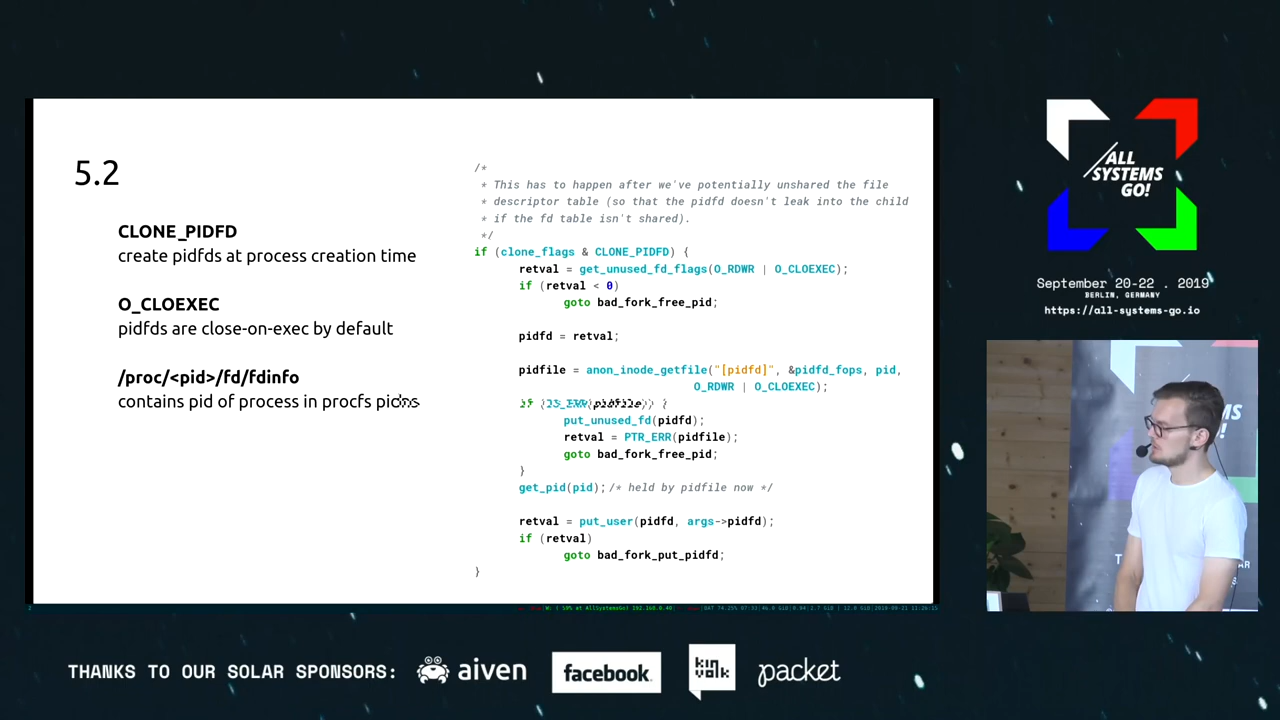 5.2
CLONE_PIDFD
create pidfds at process creation time
O_CLOEXEC
pidfds are close-on-exec by default
/proc/<pid>/fd/fdinfo
contains pid of process in procfs
/*
* This has to happen after we've potentially unshared the file
* descriptor table (so that the pidfd doesn't leak into the child
* if the fd table isn't shared).
*/
if (clone_flags & CLONE_PIDFD) {
retval = get_unused_fd_flags(O_RDWR | O_CLOEXEC);
if (retval < 0)
goto bad_fork_free_pid;
pidfd = retval;
pidfile = anon_inode_getfile("[pidfd]", &pidfd_fops, pid,
O_RDWR | O_CLOEXEC);
if (IS_ERR(pidfile)) {
put_unused_fd(pidfd);
retval = PTR_ERR(pidfile);
goto bad_fork_free_pid;
}
get_pid(pid); /* held by pidfile now */
retval = put_user(pidfd, args->pidfd);
if (retval)
goto bad_fork_put_pidfd;
}
ALL
SYSTEMS
GO!
September 20-22 . 2019
BERLIN, GERMANY
https://all-systems-go.io
THANKS TO OUR SOLAR SPONSORS:
aiven
facebook.
kin
volk
packet